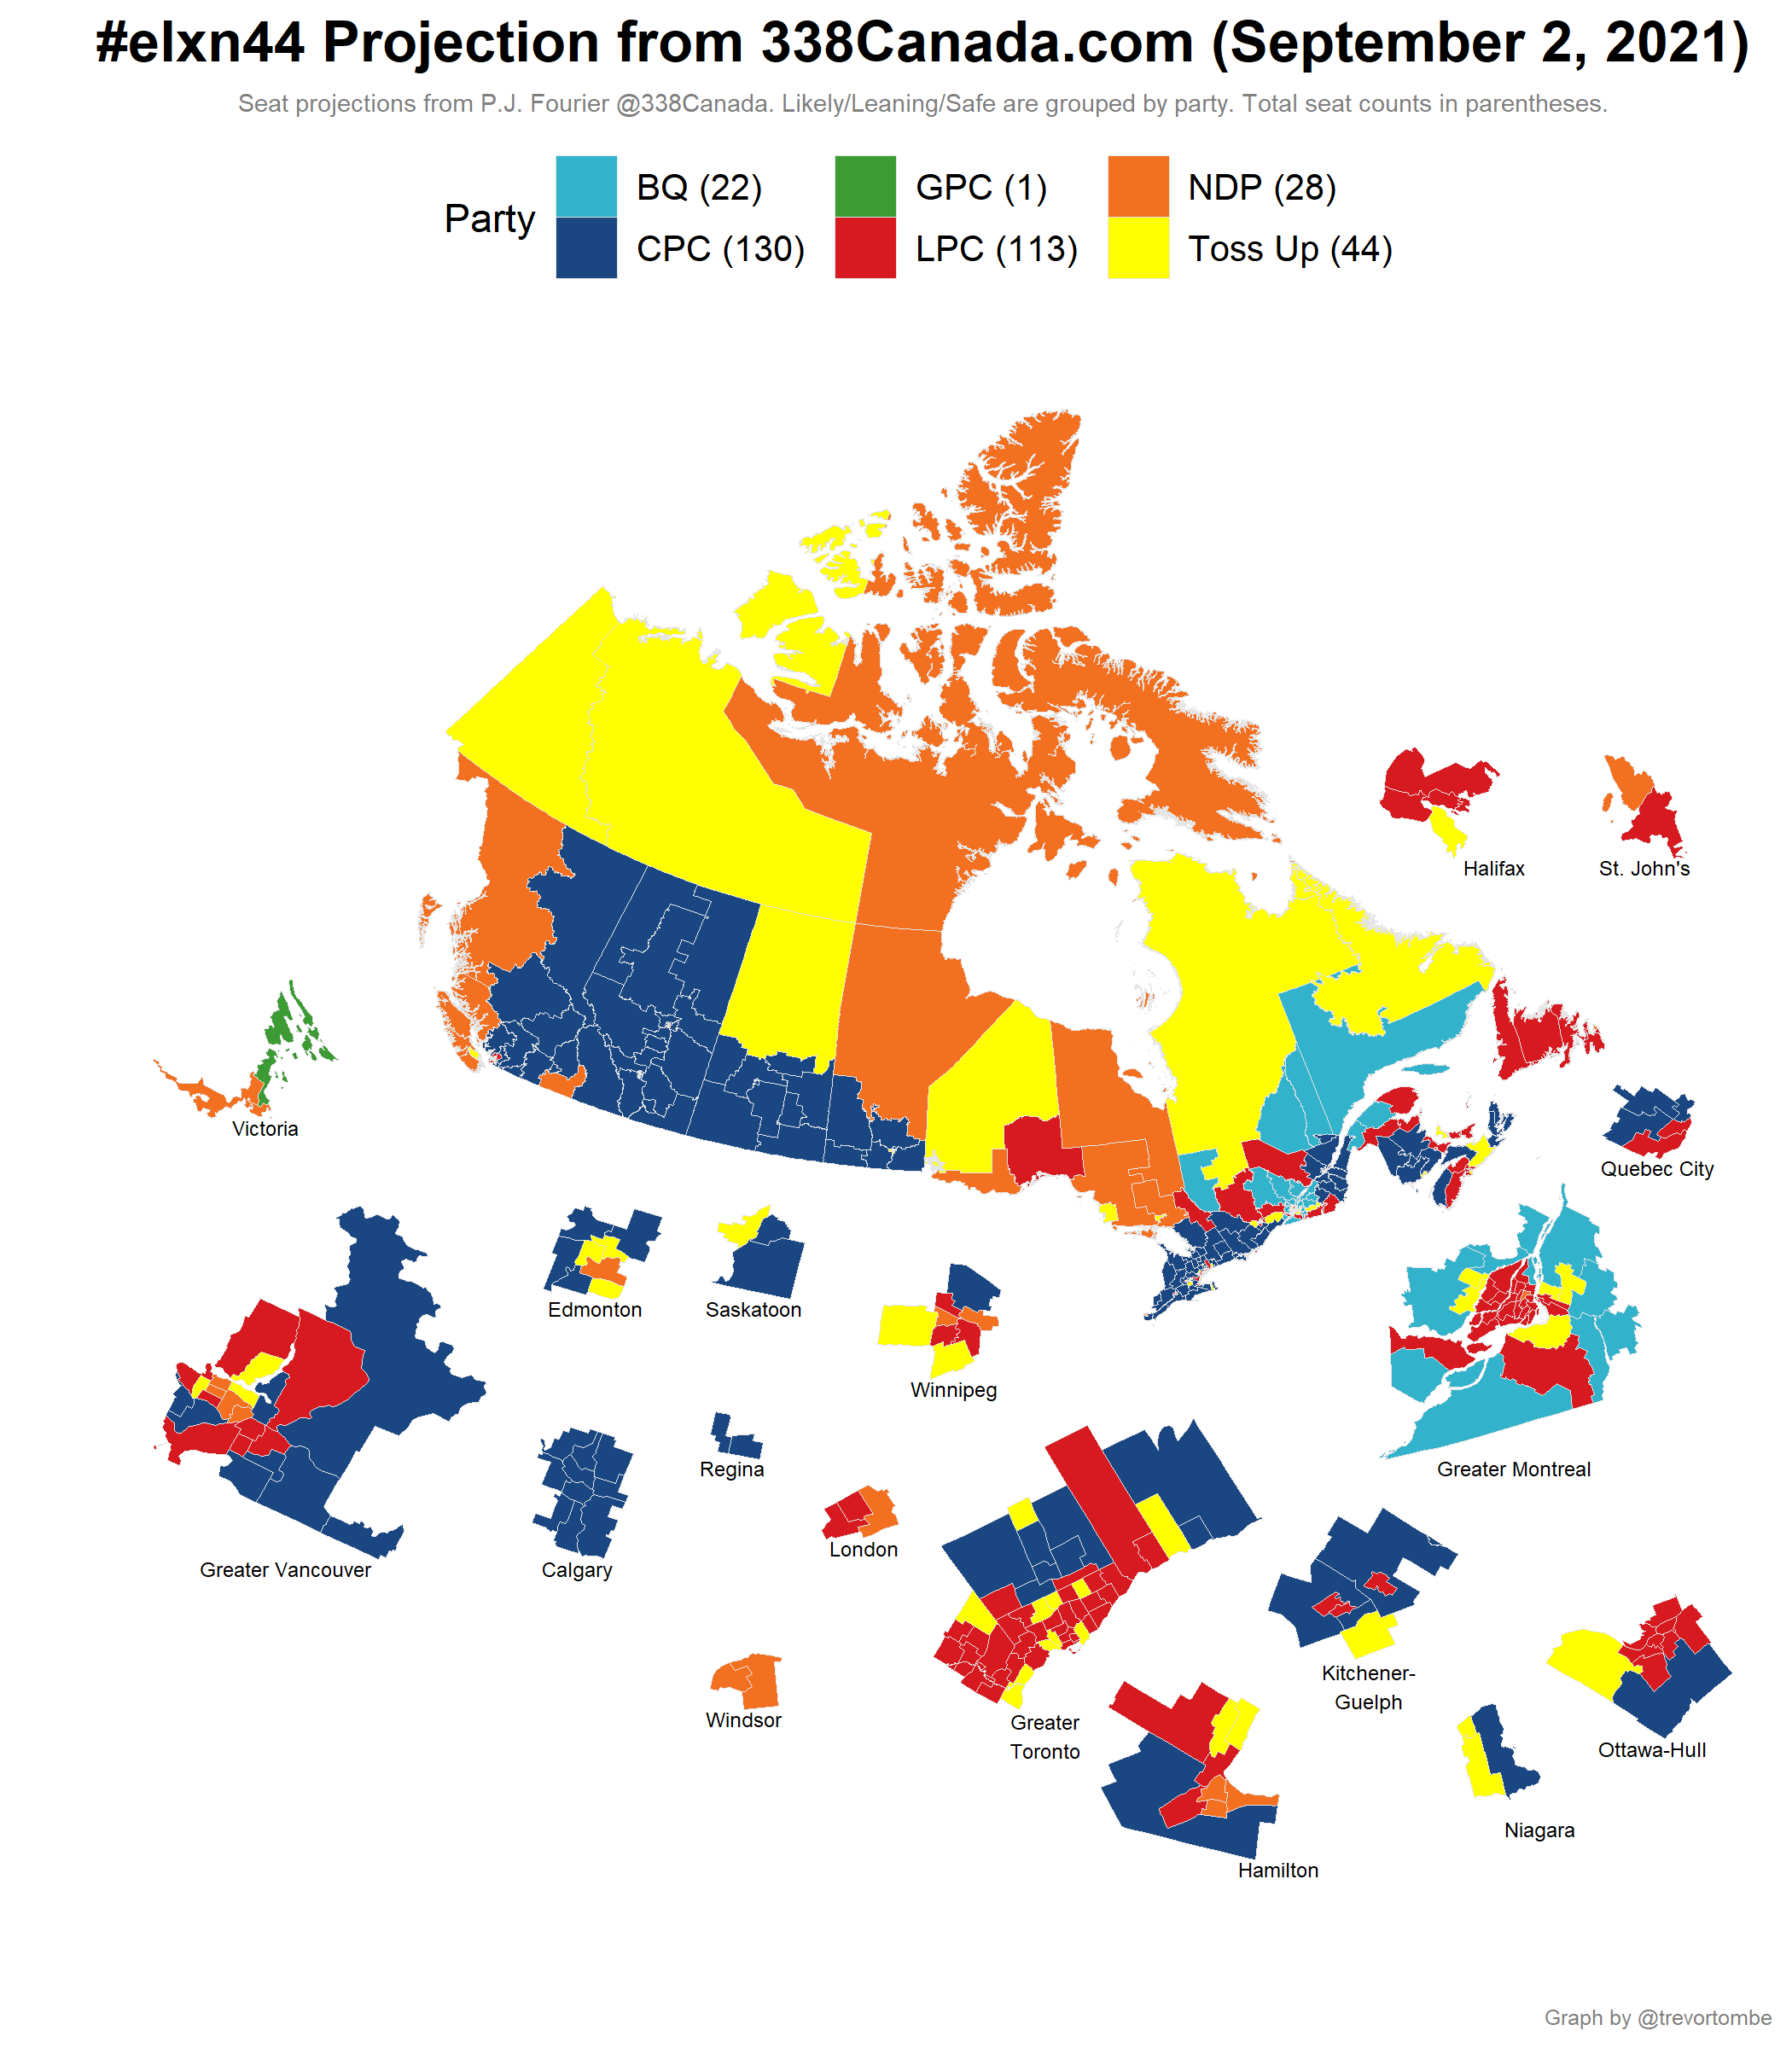 #elxn44 Projection from 338Canada.com (September 2, 2021)
Seat projections from P.J. Fourier @338Canada. Likely/Leaning/Safe are grouped by party. Total seat counts in parentheses.
Party
BQ (22)
GPC (1)
NDP (28)
CPC (130)
LPC (113)
Toss Up (44)
Halifax
St. John's
Victoria
Quebec City
Edmonton
Saskatoon
Winnipeg
Regina
Greater Montreal
London
Greater Vancouver
Calgary
Kitchener-
Guelph
Windsor
Greater
Toronto
Ottawa-Hull
Niagara
Hamilton
Graph by @trevortombe